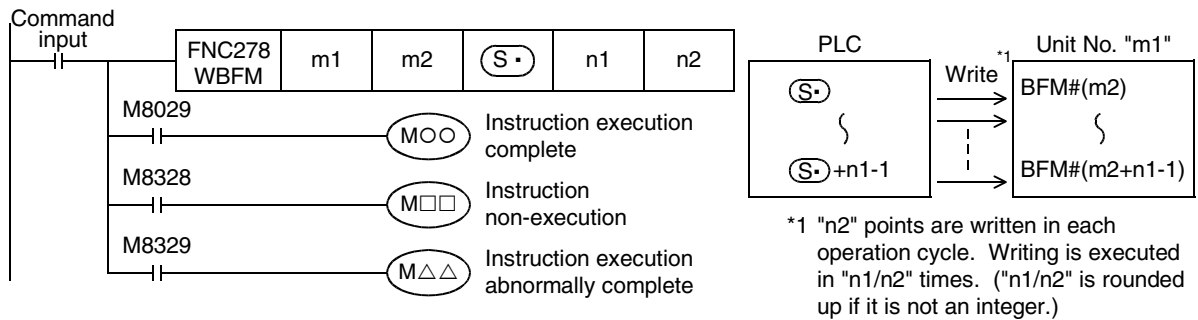 Command
input
FNC278
WBFM
m1
m2
S·
n1
n2
M8029
M○○
Instruction execution
complete
M8328
M□□
Instruction
non-execution
M8329
M△△
Instruction execution
abnormally complete
PLC
*1
Unit No. "m1"
Write
S·
BFM#(m2)
S·+n1-1
BFM#(m2+n1-1)
*1 "n2" points are written in each
operation cycle. Writing is executed
in "n1/n2" times. ("n1/n2" is rounded
up if it is not an integer.)